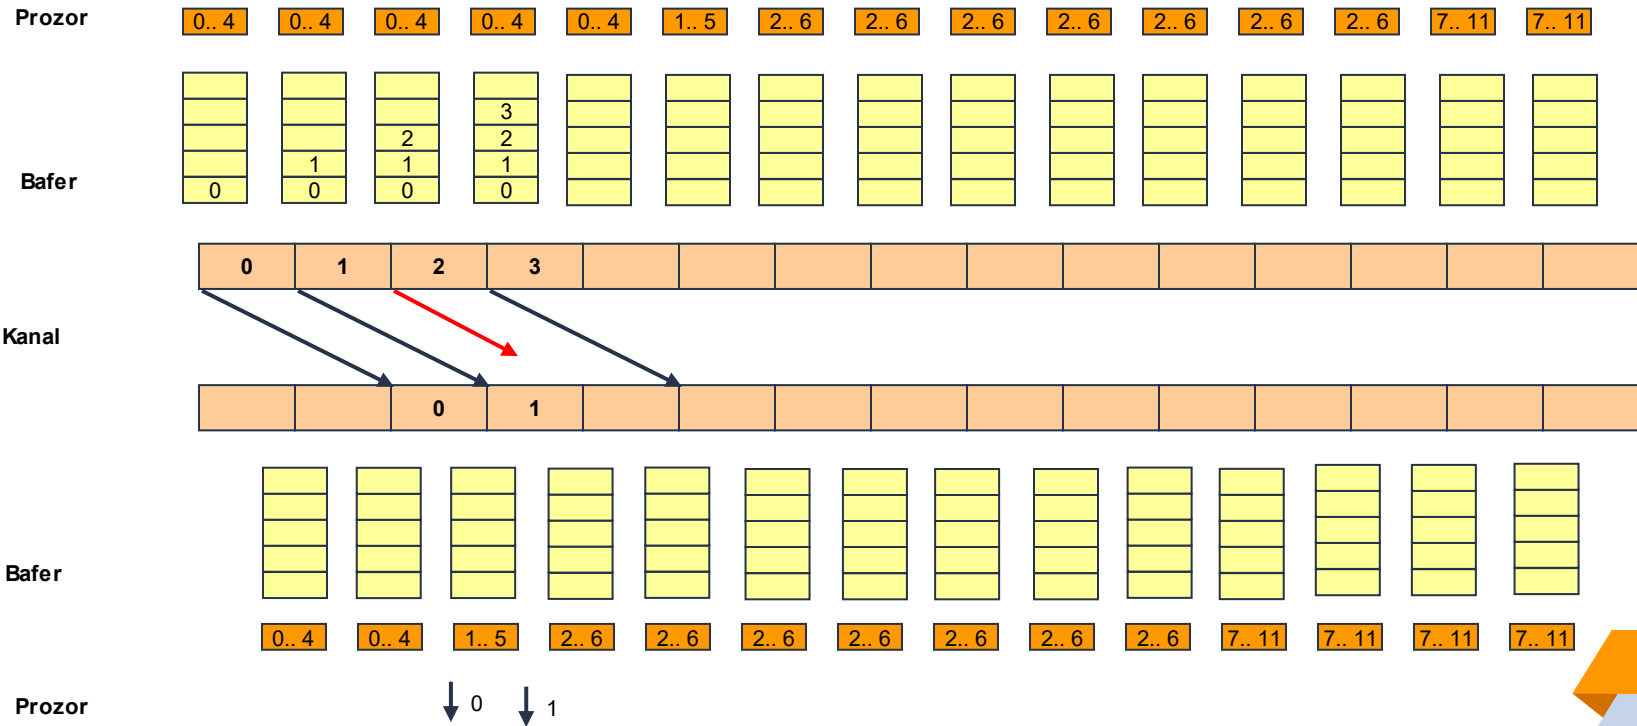 Prozor 0.. 4 0.. 4 0.. 4 0.. 4 0.. 4 1.. 5 2.. 6 2.. 6 2.. 6 2.. 6 2.. 6 2.. 6 2.. 6 7.. 11 7.. 11
3
2 2
1 1 1
Bafer 0 0 0 0
0 1 2 3
Kanal
0 1
Bafer
0.. 4 0.. 4 1.. 5 2.. 6 2.. 6 2.. 6 2.. 6 2.. 6 2.. 6 2.. 6 7.. 11 7.. 11 7.. 11 7.. 11
Prozor 0 1